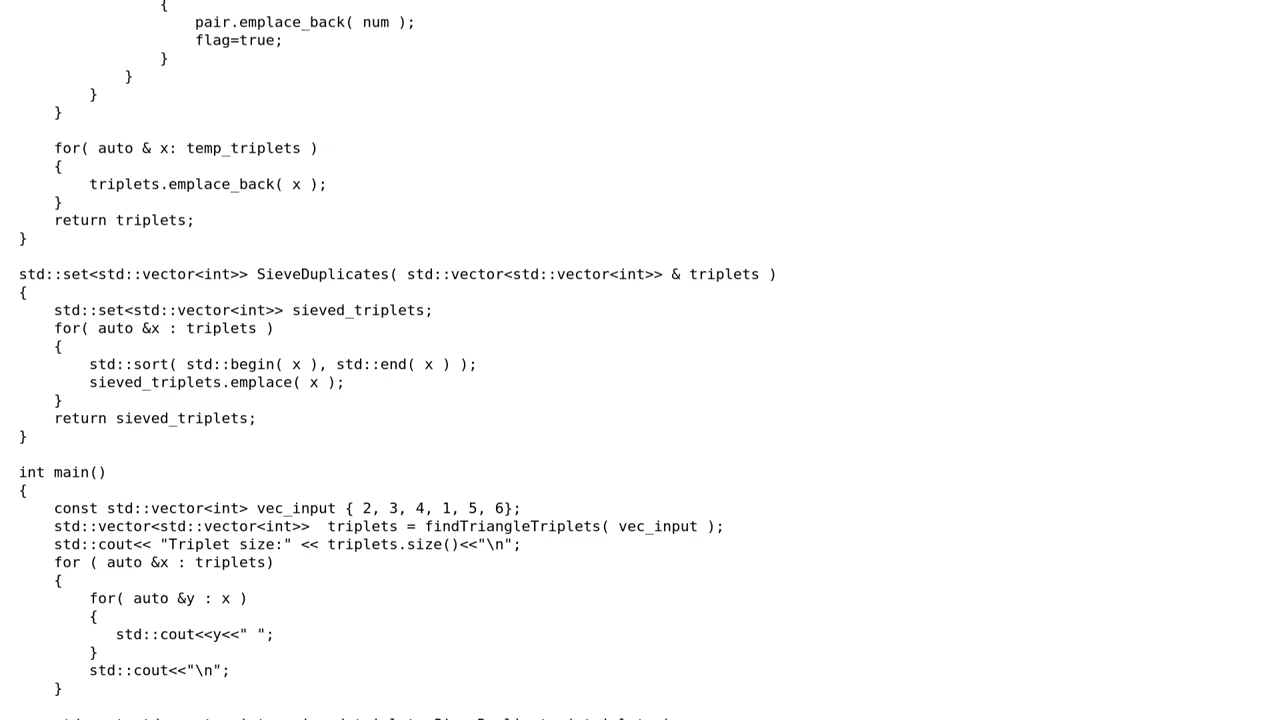 {
pair.emplace_back( num );
flag=true;
}
}
}
}
for( auto & x: temp_triplets )
{
triplets.emplace_back( x );
}
return triplets;
}
std::set<std::vector<int>> SieveDuplicates( std::vector<std::vector<int>> & triplets )
{
std::set<std::vector<int>> sieved_triplets;
for( auto &x : triplets )
{
std::sort( std::begin( x ), std::end( x ) );
sieved_triplets.emplace( x );
}
return sieved_triplets;
}
int main()
{
const std::vector<int> vec_input { 2, 3, 4, 1, 5, 6};
std::vector<std::vector<int>>  triplets = findTriangleTriplets( vec_input );
std::cout<< "Triplet size:" << triplets.size()<<"\n";
for ( auto &x : triplets)
{
for( auto &y : x )
{
std::cout<<y<<" ";
}
std::cout<<"\n";
}